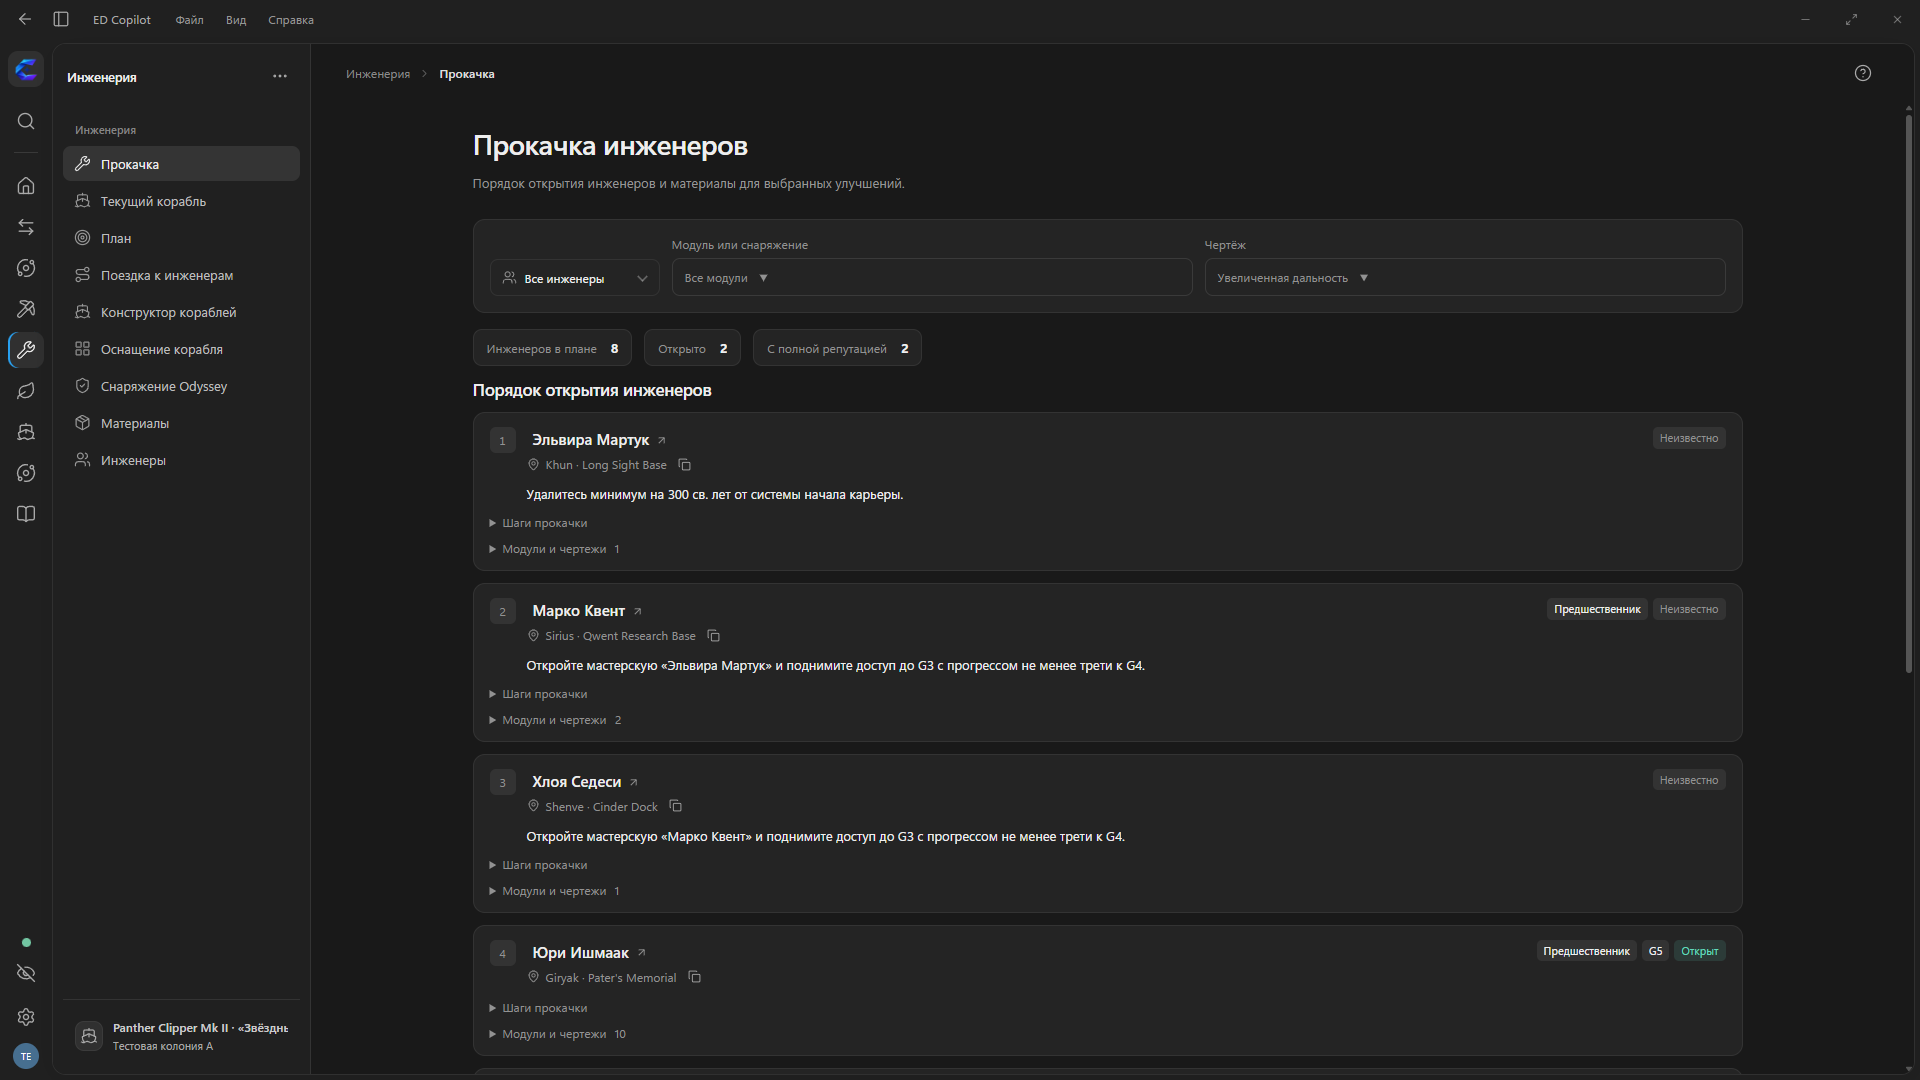 ED Copilot
Файл
Вид
Справка
Инженерия
Инженерия
Прокачка
Текущий корабль
План
Поездка к инженерам
Конструктор кораблей
Оснащение корабля
Снаряжение Odyssey
Материалы
Инженеры
Panther Clipper Mk II · «Звёздны
Тестовая колония А
TE
Инженерия
Прокачка
Прокачка инженеров
Порядок открытия инженеров и материалы для выбранных улучшений.
Все инженеры
Модуль или снаряжение
Все модули
Чертёж
Увеличенная дальность
Инженеров в плане 8
Открыто 2
С полной репутацией 2
Порядок открытия инженеров
1
Эльвира Мартук
Неизвестно
Khun · Long Sight Base
Удалитесь минимум на 300 св. лет от системы начала карьеры.
Шаги прокачки
Модули и чертежи 1
2
Марко Квент
Предшественник
Неизвестно
Sirius · Qwent Research Base
Откройте мастерскую «Эльвира Мартук» и поднимите доступ до G3 с прогрессом не менее трети к G4.
Шаги прокачки
Модули и чертежи 2
3
Хлоя Седеси
Неизвестно
Shenve · Cinder Dock
Откройте мастерскую «Марко Квент» и поднимите доступ до G3 с прогрессом не менее трети к G4.
Шаги прокачки
Модули и чертежи 1
4
Юри Ишмаак
Предшественник
G5
Открыт
Giryak · Pater's Memorial
Шаги прокачки
Модули и чертежи 10